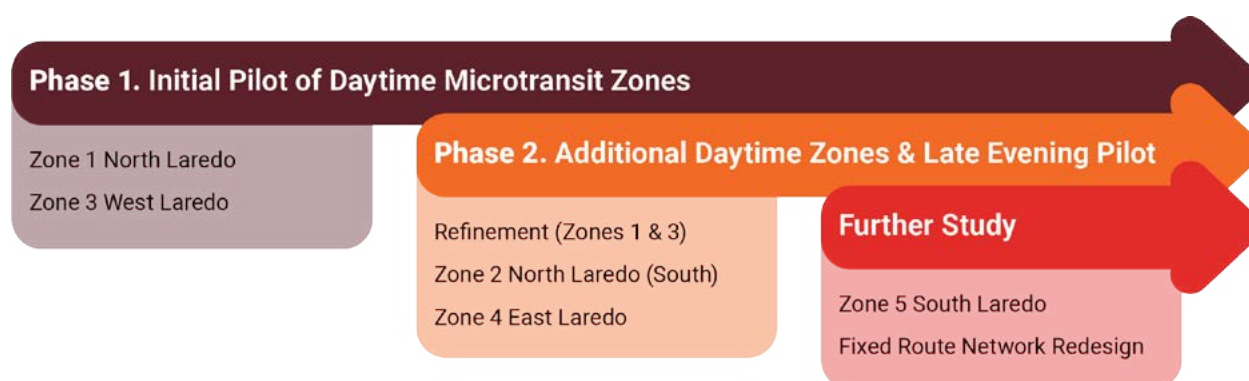 Phase 1. Initial Pilot of Daytime Microtransit Zones
Zone 1 North Laredo
Zone 3 West Laredo
Phase 2. Additional Daytime Zones & Late Evening Pilot
Refinement (Zones 1 & 3)
Zone 2 North Laredo (South)
Zone 4 East Laredo
Further Study
Zone 5 South Laredo
Fixed Route Network Redesign